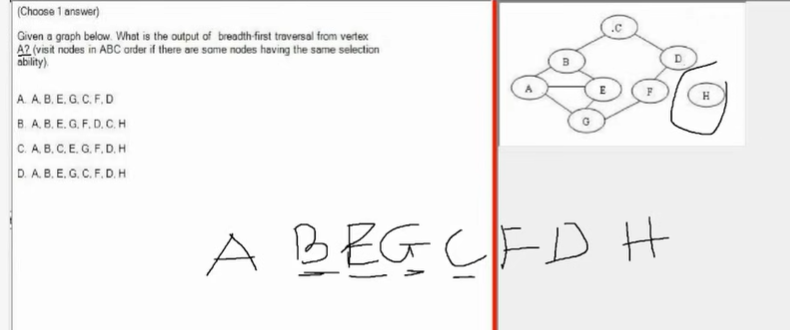 (Choose 1 answer)
Given a graph below. What is the output of breadth-first traversal from vertex
A? (visit nodes in ABC order if there are some nodes having the same selection
ability).
A. A, B, E, G, C, F, D
B. A, B, E, G, F, D, C, H
C. A, B, C, E, G, F, D, H
D. A, B, E, G, C, F, D, H
.C
B
D
A
E
F
H
G
A B E G C F D H